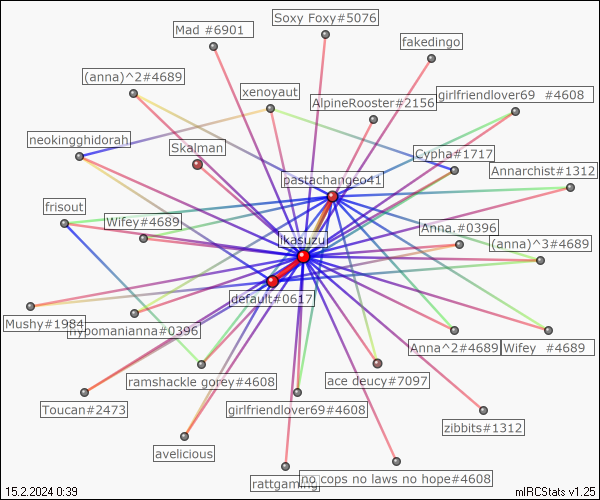 Soxy Foxy#5076
Mad #6901
fakedingo
(anna)^2#4689
xenoyaut
girlfriendlover69 #4608
AlpineRooster#2156
neokingghidorah
Skalman
Cypha#1717
Annarchist#1312
pastachangeo41
frisout
Wifey#4689
Anna.#0396
ikasuzu
(anna)^3#4689
default#0617
Mushy#1984
hypomanianna#0396
Anna^2#4689
Wifey #4689
ramshackle gorey#4608
ace deucy#7097
Toucan#2473
girlfriendlover69#4608
zibbits#1312
avelicious
rattgaming
no cops no laws no hope#4608
15.2.2024 0:39
mIRCStats v1.25